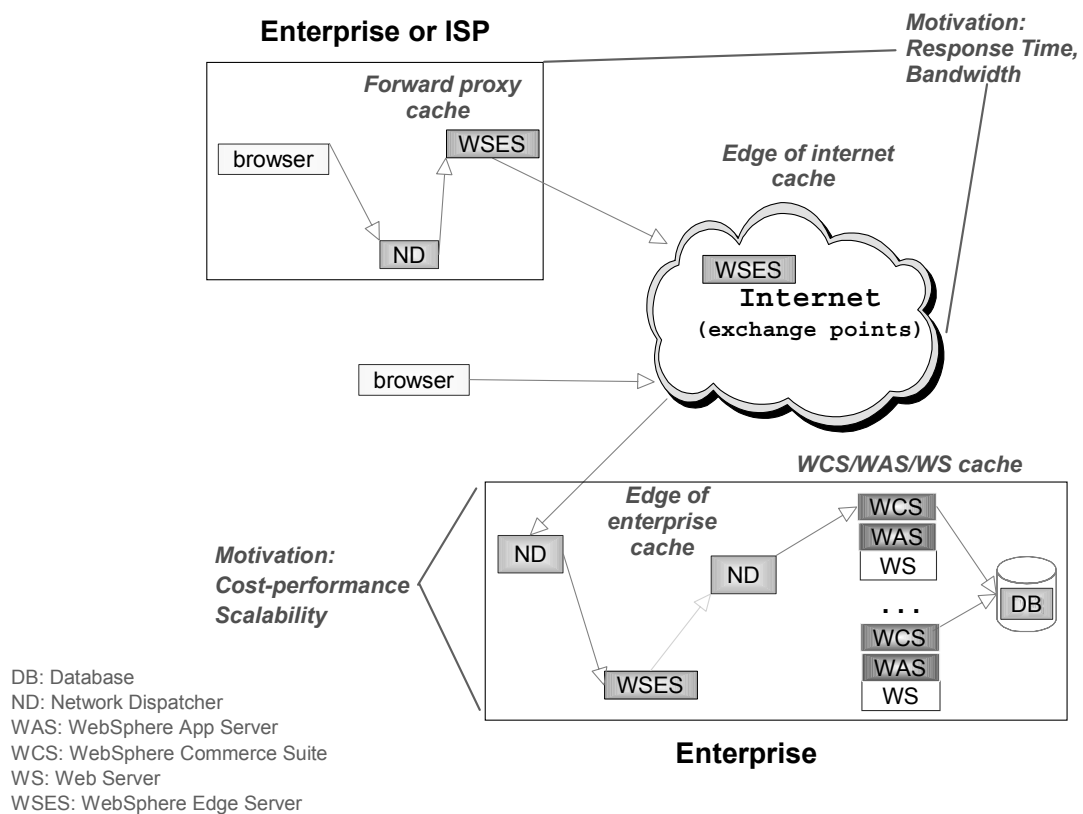 Enterprise or ISP
Motivation:
Response Time,
Bandwidth
Forward proxy
cache
WSES
browser
ND
Edge of internet
cache
WSES
Internet
(exchange points)
browser
WCS/WAS/WS cache
Edge of
enterprise
cache
WCS
WAS
WS
ND
ND
Motivation:
Cost-performance
Scalability
. . .
DB
WCS
WAS
WS
WSES
Enterprise
DB: Database
ND: Network Dispatcher
WAS: WebSphere App Server
WCS: WebSphere Commerce Suite
WS: Web Server
WSES: WebSphere Edge Server